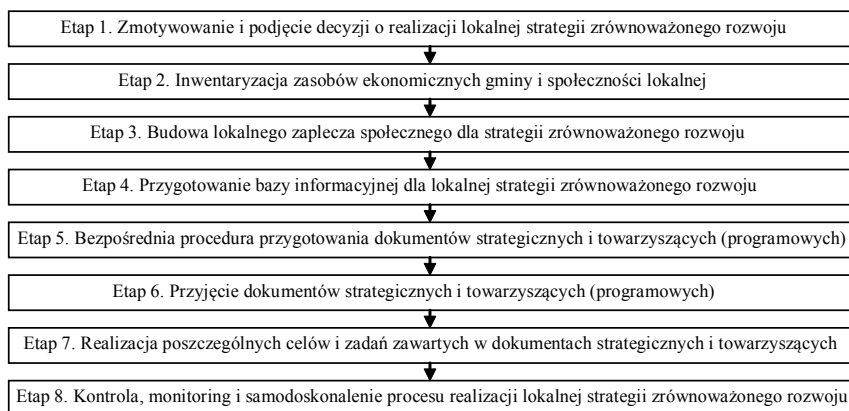 Etap 1. Zmotywowanie i podjęcie decyzji o realizacji lokalnej strategii zrównoważonego rozwoju
Etap 2. Inwentaryzacja zasobów ekonomicznych gminy i społeczności lokalnej
Etap 3. Budowa lokalnego zaplecza społecznego dla strategii zrównoważonego rozwoju
Etap 4. Przygotowanie bazy informacyjnej dla lokalnej strategii zrównoważonego rozwoju
Etap 5. Bezpośrednia procedura przygotowania dokumentów strategicznych i towarzyszących (programowych)
Etap 6. Przyjęcie dokumentów strategicznych i towarzyszących (programowych)
Etap 7. Realizacja poszczególnych celów i zadań zawartych w dokumentach strategicznych i towarzyszących
Etap 8. Kontrola, monitoring i samodoskonalenie procesu realizacji lokalnej strategii zrównoważonego rozwoju